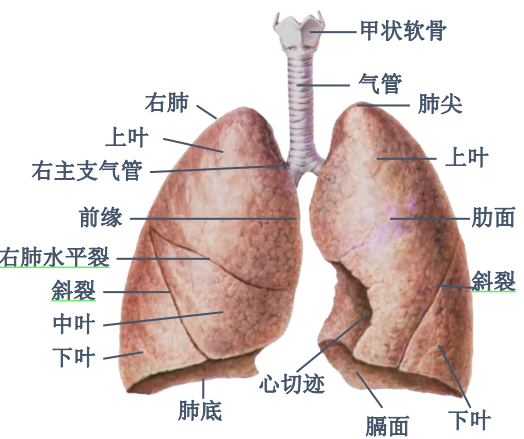 甲状软骨
气管
右肺
肺尖
上叶
上叶
右主支气管
前缘
肋面
右肺水平裂
斜裂
斜裂
中叶
下叶
心切迹
肺底
膈面
下叶